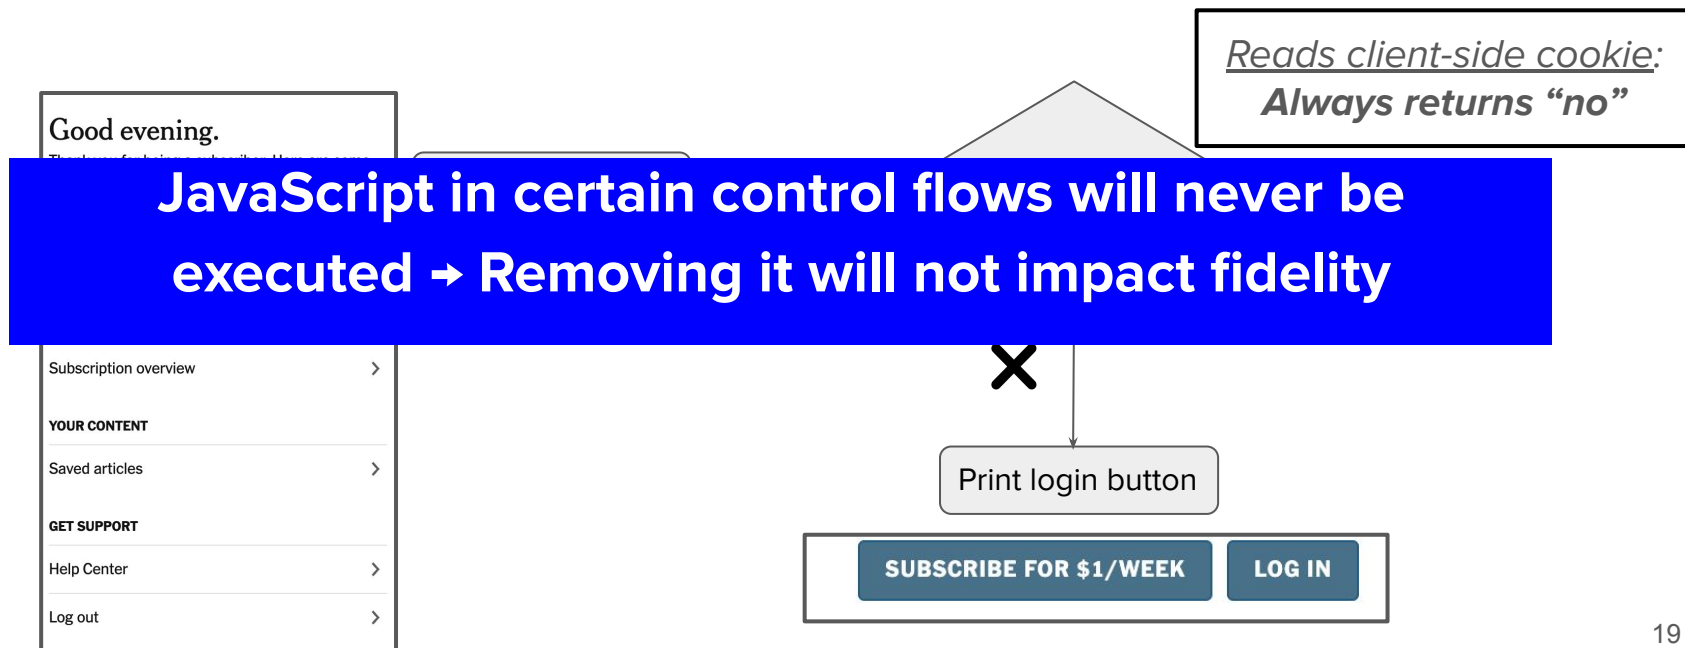 Reads client-side cookie:
Always returns “no”
Good evening.
JavaScript in certain control flows will never be
executed → Removing it will not impact fidelity
Subscription overview
YOUR CONTENT
Saved articles
GET SUPPORT
Help Center
Log out
Print login button
SUBSCRIBE FOR $1/WEEK
LOG IN
19